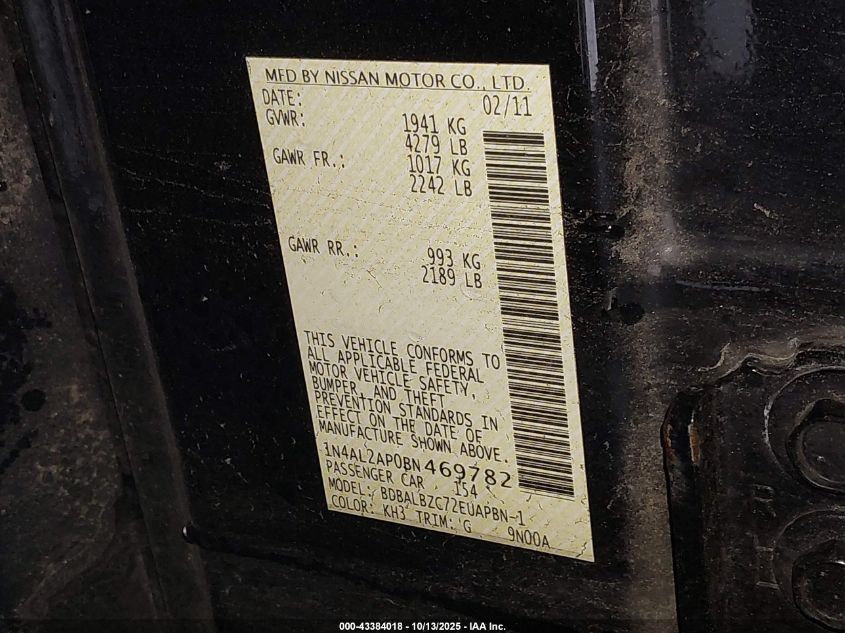 MFD BY NISSAN MOTOR CO., LTD.
DATE: 02/11
GVWR: 1941 KG
4279 LB
GAWR FR.: 1017 KG
2242 LB
GAWR RR.: 993 KG
2189 LB
THIS VEHICLE CONFORMS TO
ALL APPLICABLE FEDERAL
MOTOR VEHICLE SAFETY,
BUMPER, AND THEFT
PREVENTION STANDARDS IN
EFFECT ON THE DATE OF
MANUFACTURE SHOWN ABOVE.
1N4AL2AP0BN469782
PASSENGER CAR 154
MODEL: BDBALBZC72EUAPBN-1
COLOR: KH3 TRIM: G 9N00A
R
H
000-43384018 - 10/13/2025 - IAA Inc.